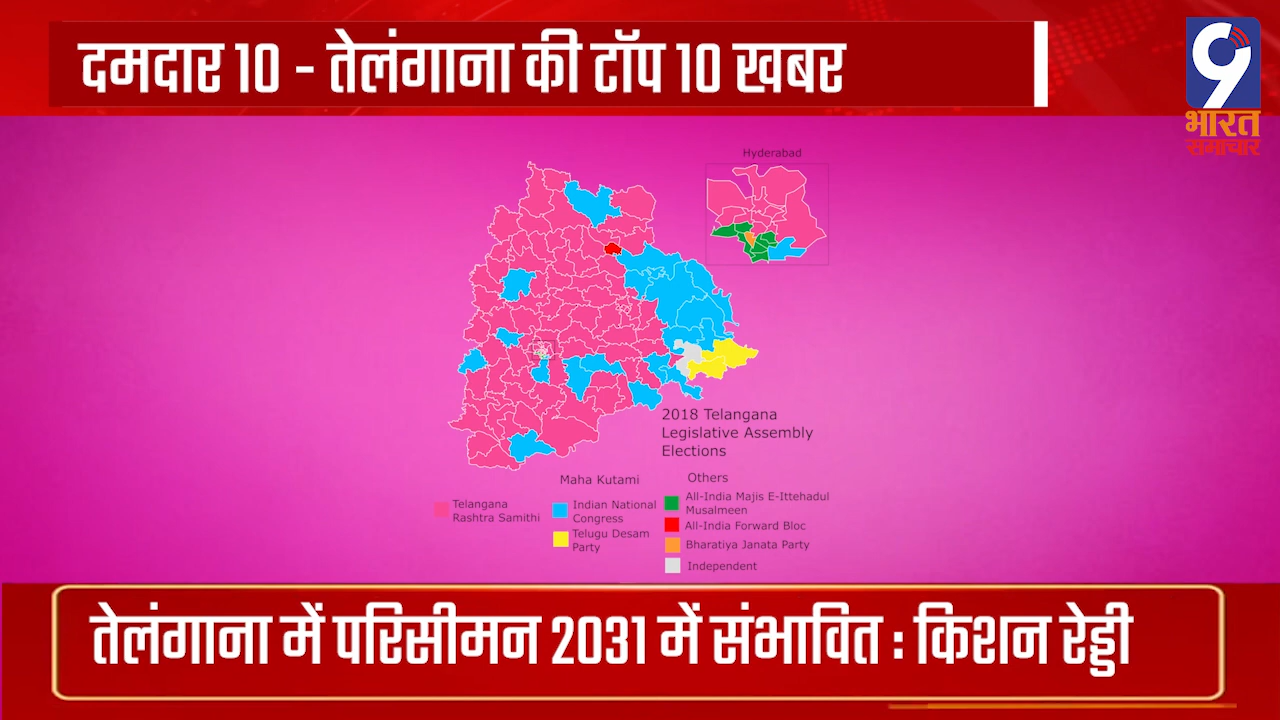 दमदार 10 - तेलंगाना की टॉप 10 खबर
9
भारत
समाचार
Hyderabad
2018 Telangana
Legislative Assembly
Elections
Maha Kutami
Others
Telangana
Rashtra Samithi
Indian National
Congress
Telugu Desam
Party
All-India Majis E-Ittehadul
Musalmeen
All-India Forward Bloc
Bharatiya Janata Party
Independent
तेलंगाना में परिसीमन 2031 में संभावित : किशन रेड्डी